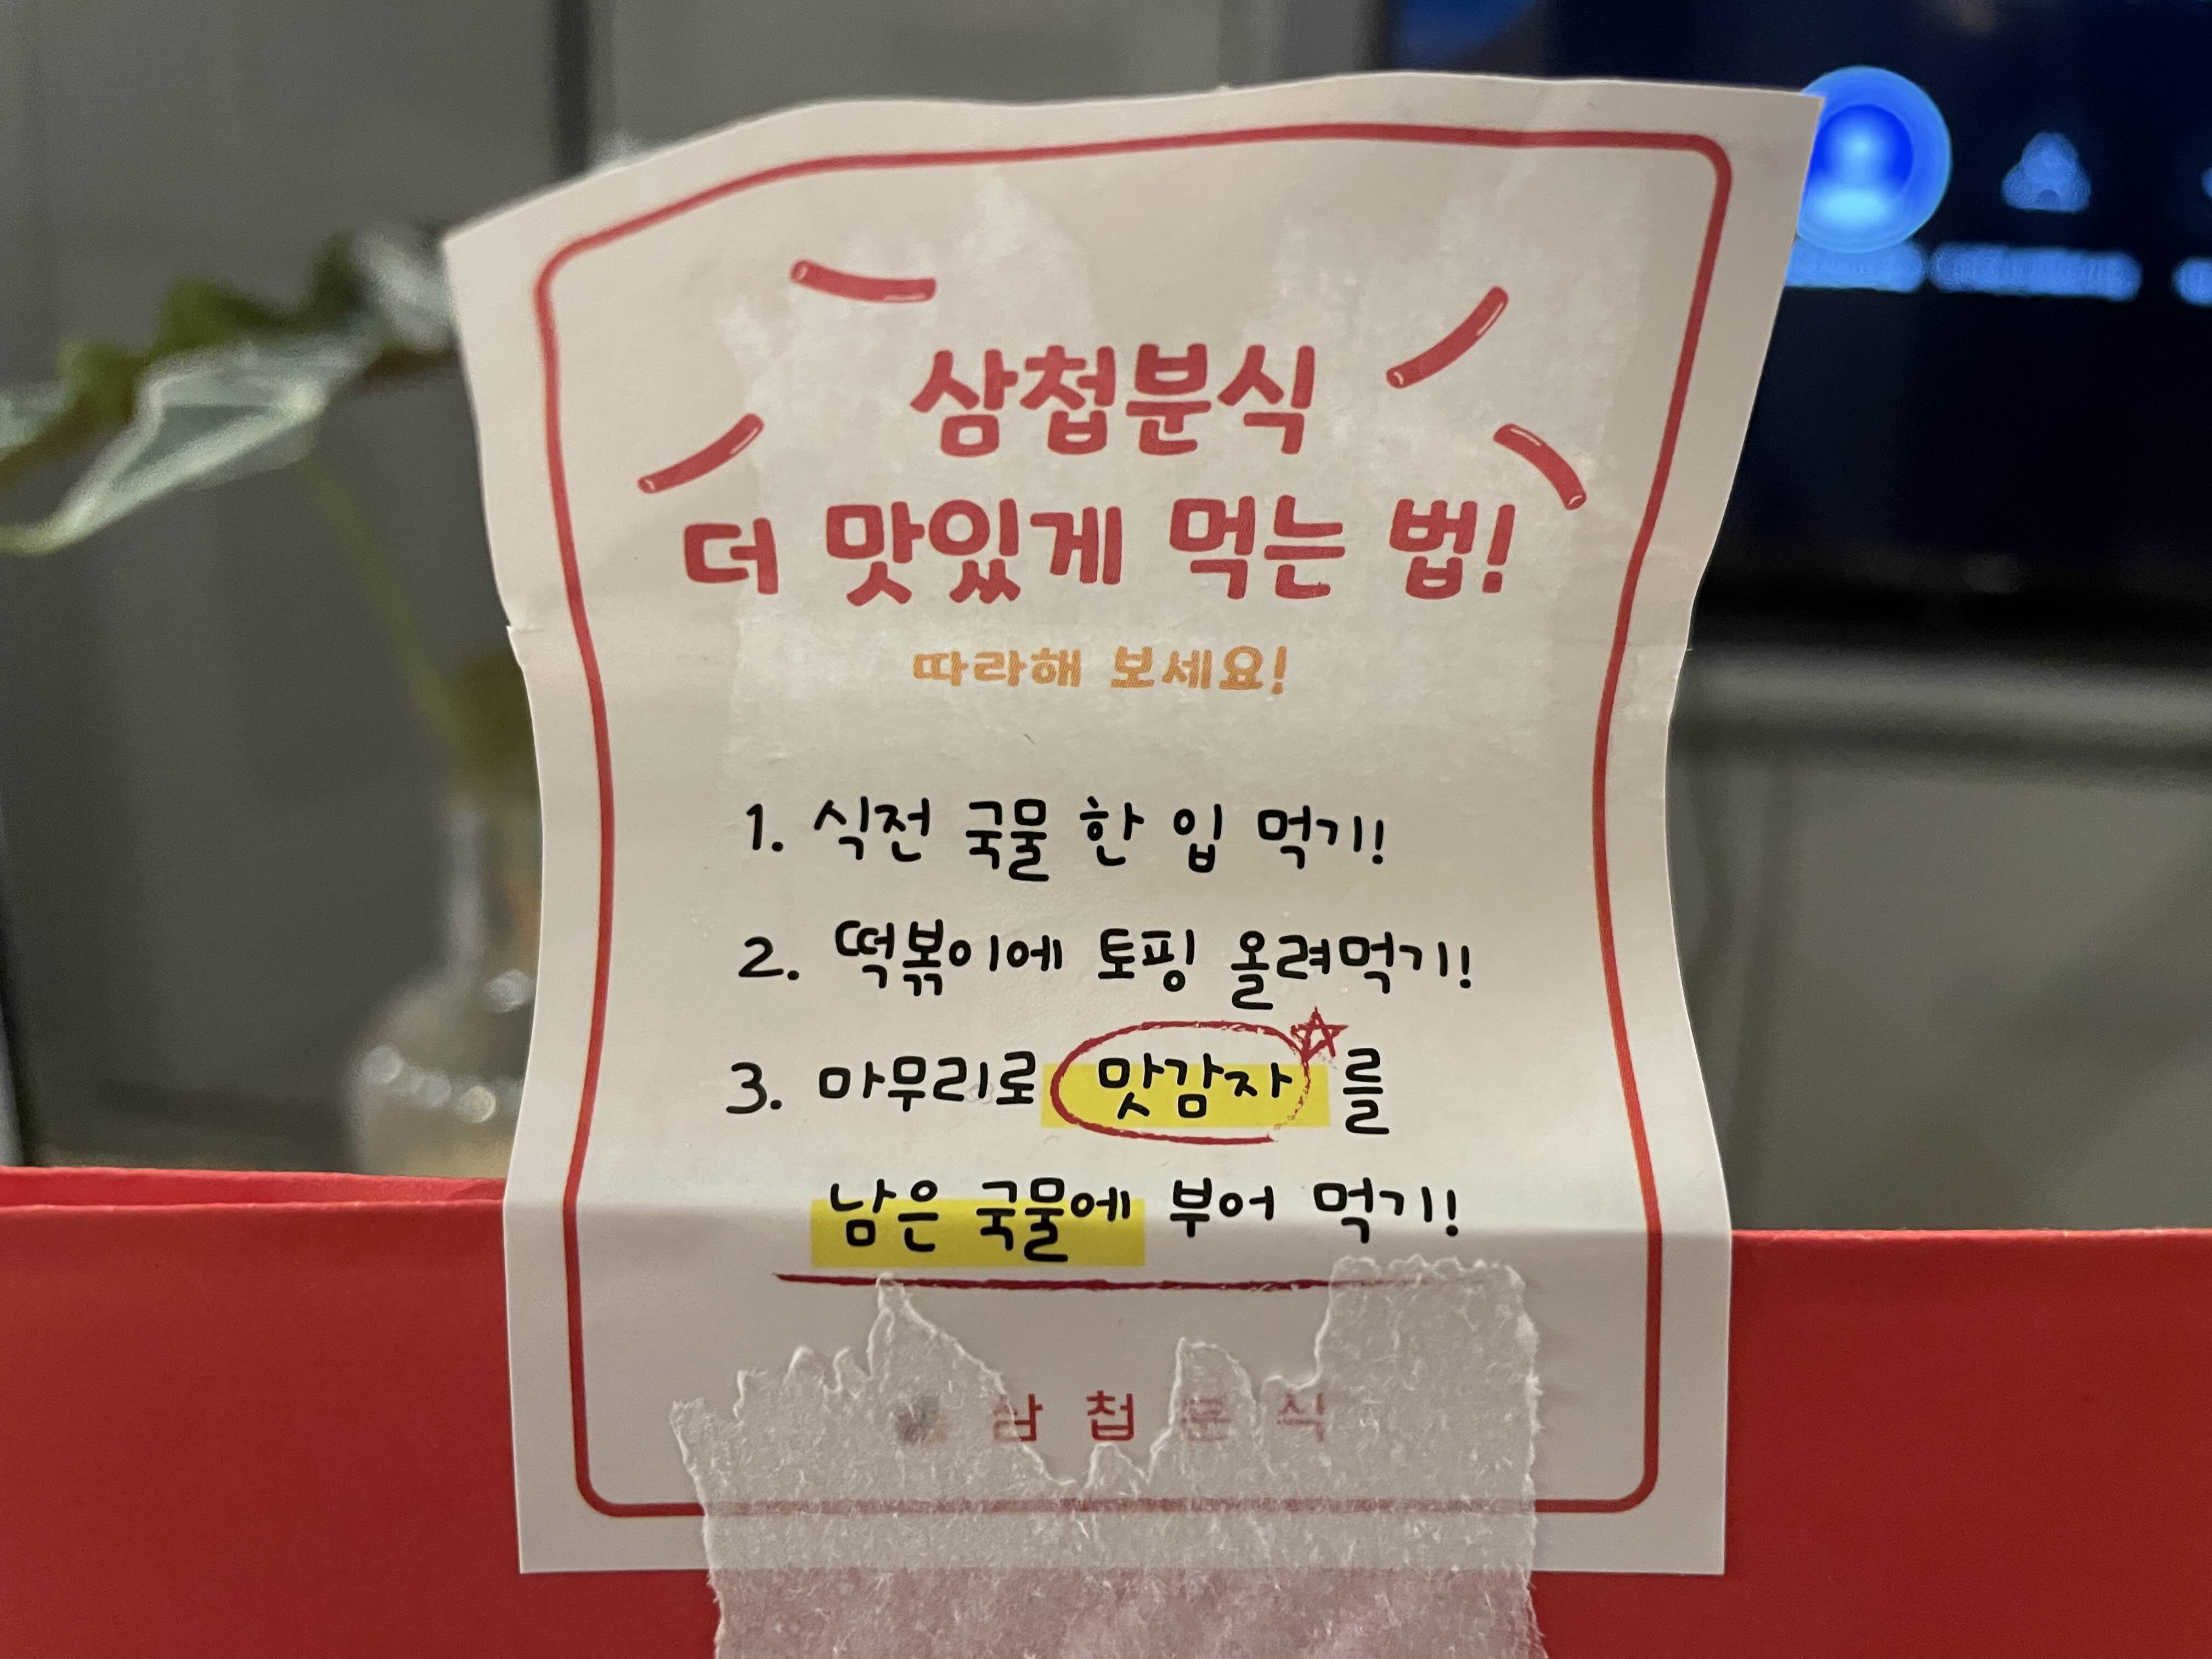 삼첩분식
더 맛있게 먹는 법!
따라해 보세요!
1. 식전 국물 한 입 먹기!
2. 떡볶이에 토핑 올려먹기!
3. 마무리로 맛감자를
남은 국물에 부어 먹기!
삼첩분식